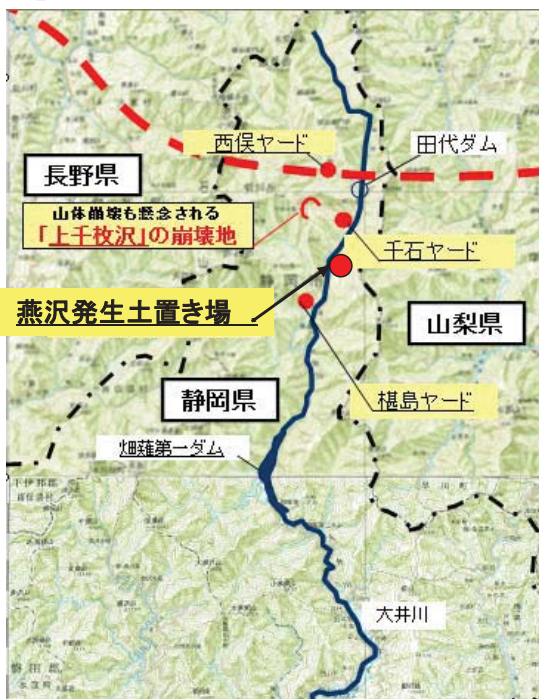 西俣ヤード
田代ダム
長野県
山体崩壊も懸念される
「上千枚沢」の崩壊地
千石ヤード
燕沢発生土置き場
山梨県
静岡県
椹島ヤード
畑薙第一ダム
早川町
大井川